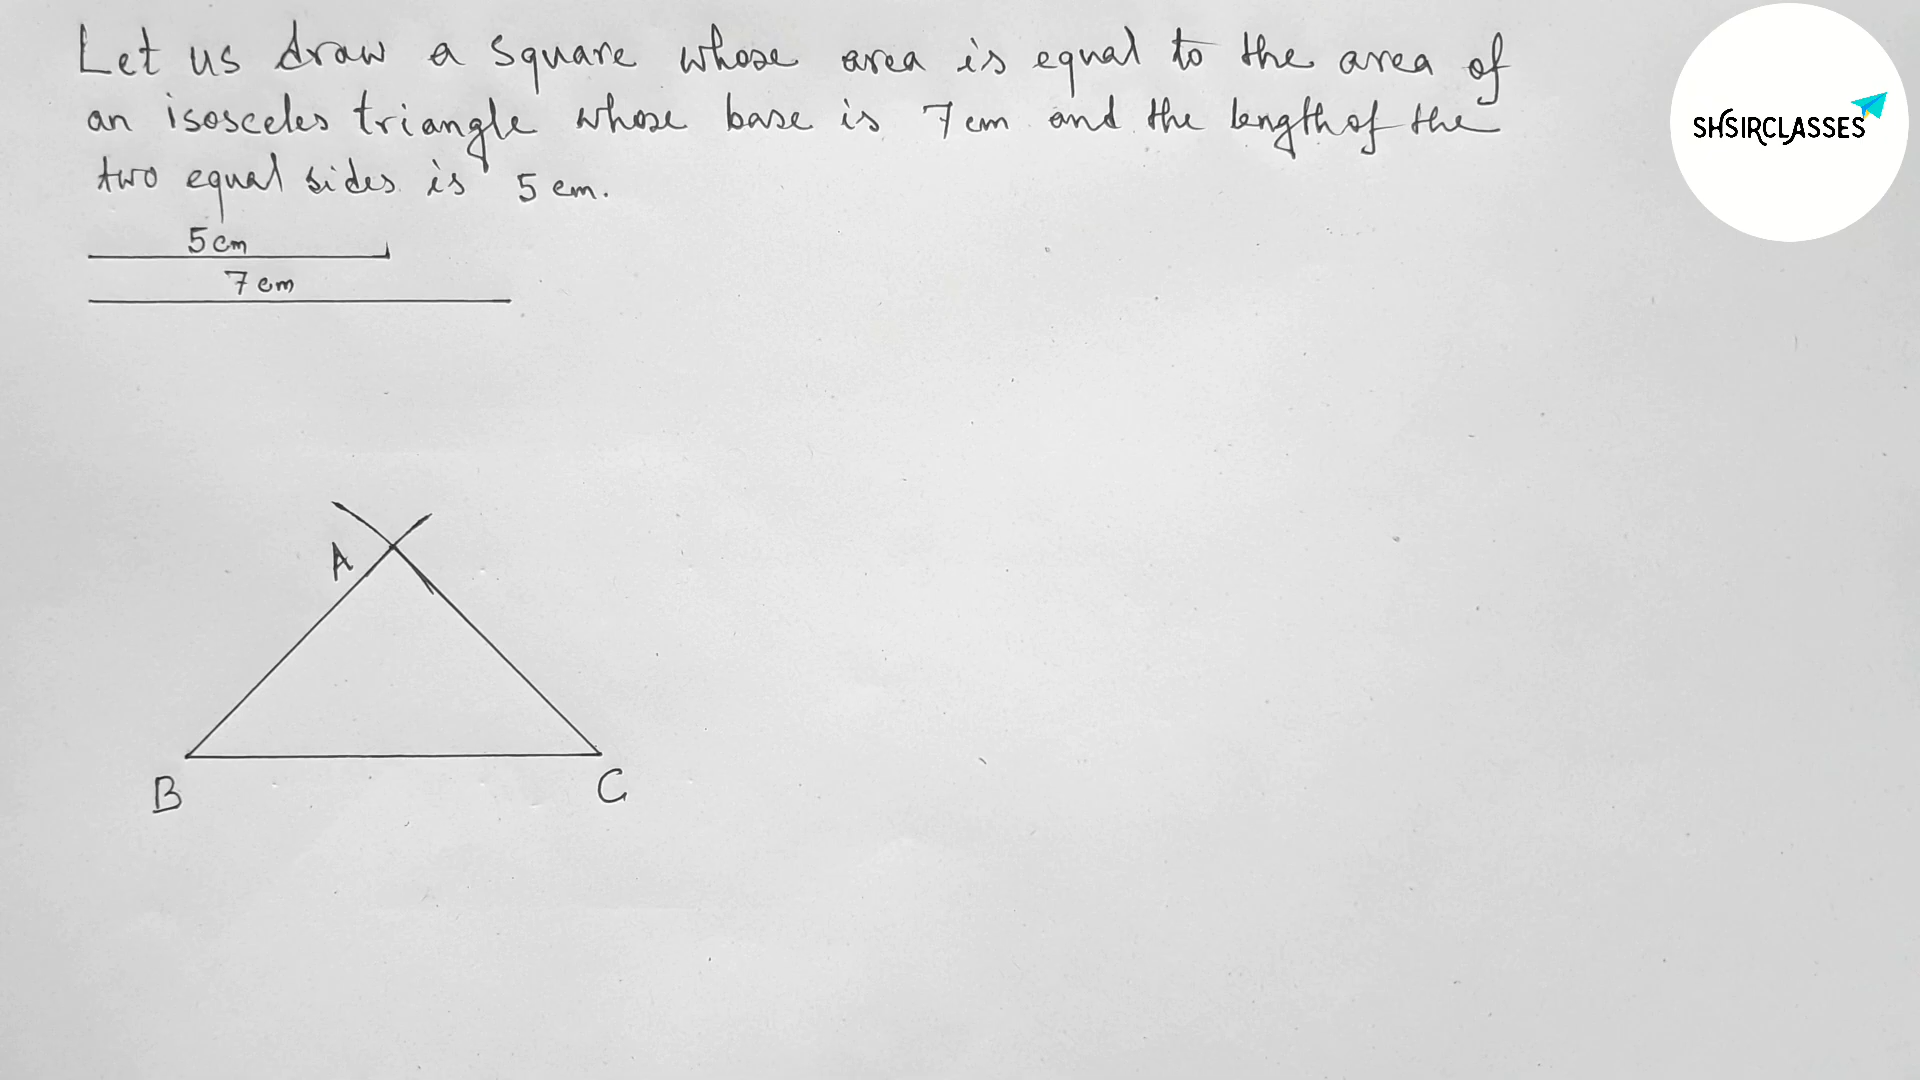 Let us draw a square whose area is equal to the area of
an isosceles triangle whose base is 7 cm and the length of the
two equal sides is 5 cm.
SHSIRCLASSES
5 cm
7 cm
A
B
C